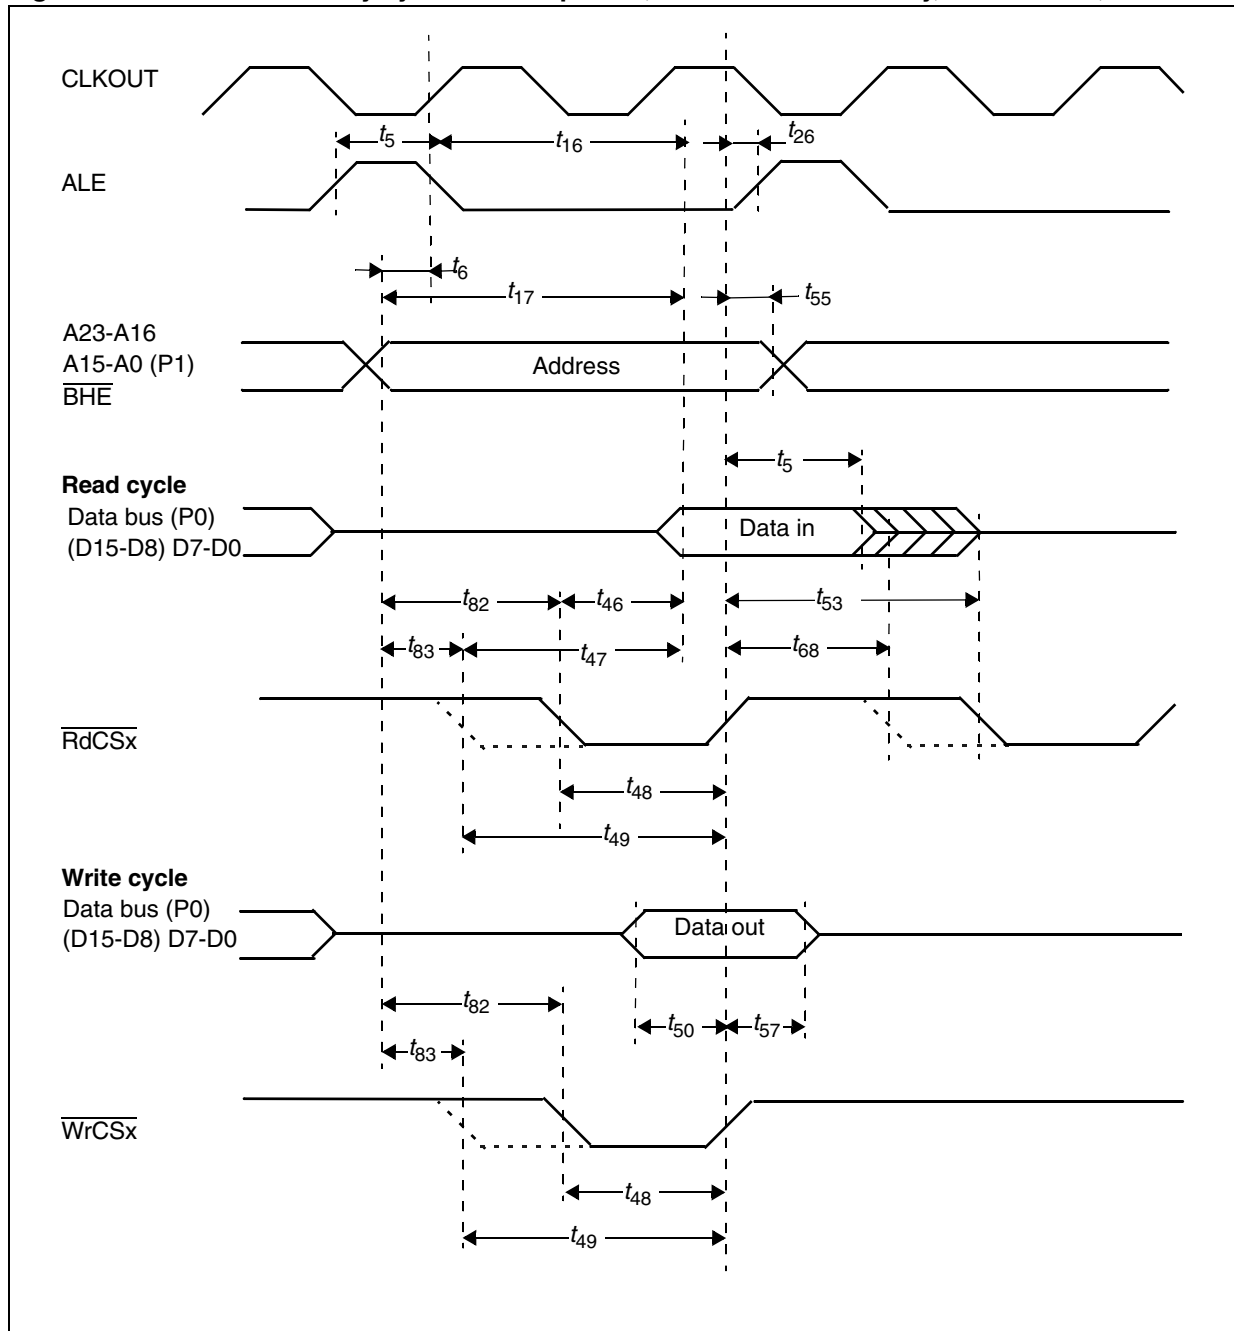 CLKOUT
t5
t16
t26
ALE
t6
t17
t55
A23-A16
A15-A0 (P1)
BHE
Address
t5
Read cycle
Data bus (P0)
(D15-D8) D7-D0
Data in
t82
t46
t53
t83
t47
t68
RdCSx
t48
t49
Write cycle
Data bus (P0)
(D15-D8) D7-D0
Data out
t82
t50
t57
t83
WrCSx
t48
t49